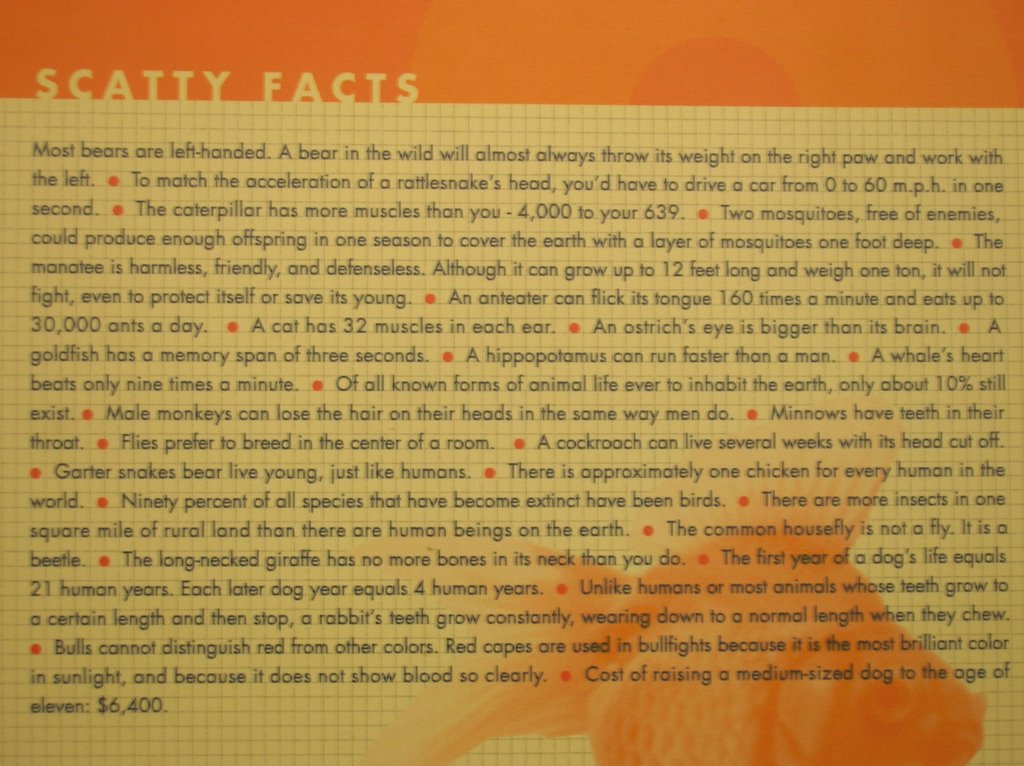 SCATTY FACTS
Most bears are left-handed. A bear in the wild will almost always throw its weight on the right paw and work with
the left. • To match the acceleration of a rattlesnake's head, you'd have to drive a car from 0 to 60 m.p.h. in one
second. • The caterpillar has more muscles than you - 4,000 to your 639. • Two mosquitoes, free of enemies,
could produce enough offspring in one season to cover the earth with a layer of mosquitoes one foot deep. • The
manatee is harmless, friendly, and defenseless. Although it can grow up to 12 feet long and weigh one ton, it will not
fight, even to protect itself or save its young. • An anteater can flick its tongue 160 times a minute and eats up to
30,000 ants a day. • A cat has 32 muscles in each ear. • An ostrich's eye is bigger than its brain. • A
goldfish has a memory span of three seconds. • A hippopotamus can run faster than a man. • A whale's heart
beats only nine times a minute. • Of all known forms of animal life ever to inhabit the earth, only about 10% still
exist. • Male monkeys can lose the hair on their heads in the same way men do. • Minnows have teeth in their
throat. • Flies prefer to breed in the center of a room. • A cockroach can live several weeks with its head cut off.
• Garter snakes bear live young, just like humans. • There is approximately one chicken for every human in the
world. • Ninety percent of all species that have become extinct have been birds. • There are more insects in one
square mile of rural land than there are human beings on the earth. • The common housefly is not a fly. It is a
beetle. • The long-necked giraffe has no more bones in its neck than you do. • The first year of a dog's life equals
21 human years. Each later dog year equals 4 human years. • Unlike humans or most animals whose teeth grow to
a certain length and then stop, a rabbit's teeth grow constantly, wearing down to a normal length when they chew.
• Bulls cannot distinguish red from other colors. Red capes are used in bullfights because it is the most brilliant color
in sunlight, and because it does not show blood so clearly. • Cost of raising a medium-sized dog to the age of
eleven: $6,400.